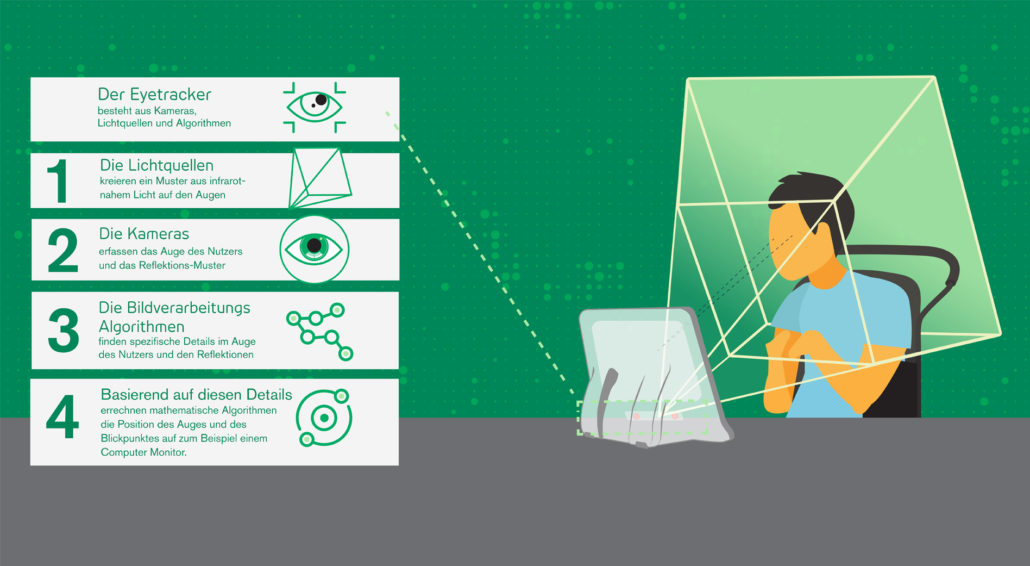 Der Eyetracker
besteht aus Kameras,
Lichtquellen und Algorithmen
1
Die Lichtquellen
kreieren ein Muster aus infrarot-
nahem Licht auf den Augen
2
Die Kameras
erfassen das Auge des Nutzers
und das Reflektions-Muster
3
Die Bildverarbeitungs
Algorithmen
finden spezifische Details im Auge
des Nutzers und den Reflektionen
4
Basierend auf diesen Details
errechnen mathematische Algorithmen
die Position des Auges und des
Blickpunktes auf zum Beispiel einem
Computer Monitor.